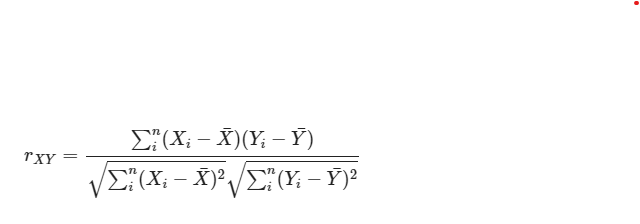 r_{XY} = \frac{\sum_i^n (X_i - \bar{X})(Y_i - \bar{Y})}{\sqrt{\sum_i^n (X_i - \bar{X})^2} \sqrt{\sum_i^n (Y_i - \bar{Y})^2}}